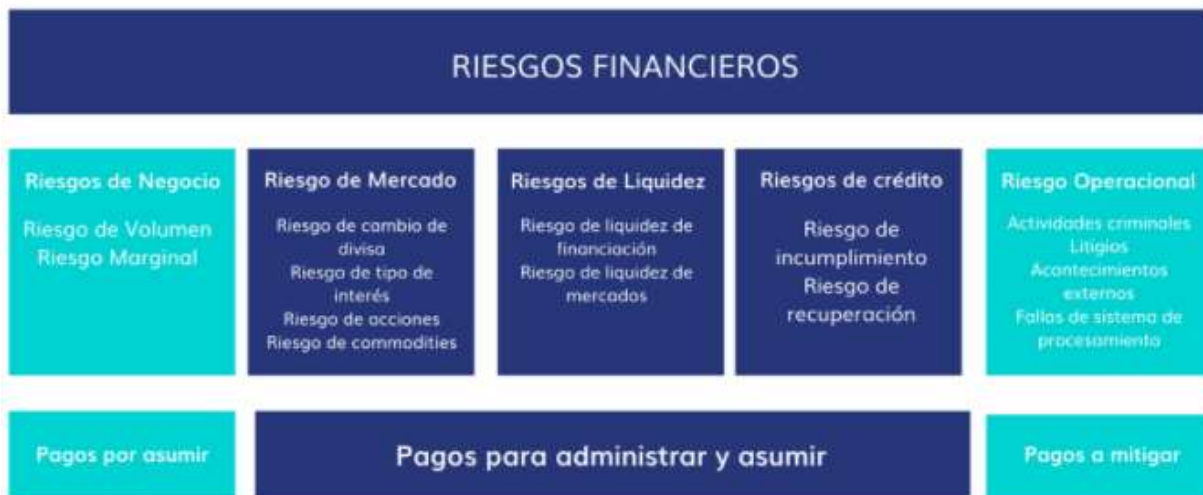 RIESGOS FINANCIEROS
Riesgos de Negocio
Riesgo de Volumen
Riesgo Marginal
Riesgo de Mercado
Riesgo de cambio de
divisa
Riesgo de tipo de
interés
Riesgo de acciones
Riesgo de commodities
Riesgos de Liquidez
Riesgo de liquidez de
financiación
Riesgo de liquidez de
mercados
Riesgos de crédito
Riesgo de
incumplimiento
Riesgo de
recuperación
Riesgo Operacional
Actividades criminales
Litigios
Acontecimientos
externos
Fallas de sistema de
procesamiento
Pagos por asumir
Pagos para administrar y asumir
Pagos a mitigar